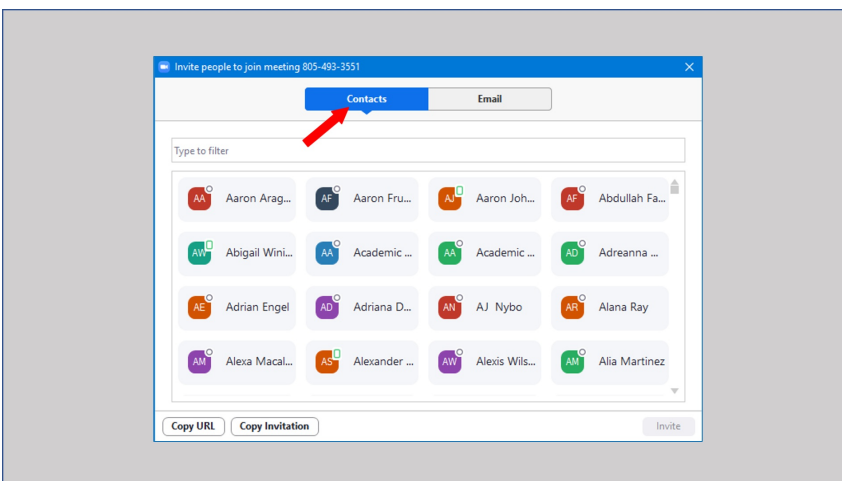 Invite people to join meeting 805-493-3551
Contacts Email
Type to filter
AA Aaron Arag... AF Aaron Fru... AJ Aaron Joh... AF Abdullah Fa...
AW Abigail Wini... AA Academic ... AA Academic ... AD Adreanna ...
AE Adrian Engel AD Adriana D... AN AJ Nybo AR Alana Ray
AM Alexa Macal... AS Alexander ... AW Alexis Wils... AM Alia Martinez
Copy URL Copy Invitation Invite